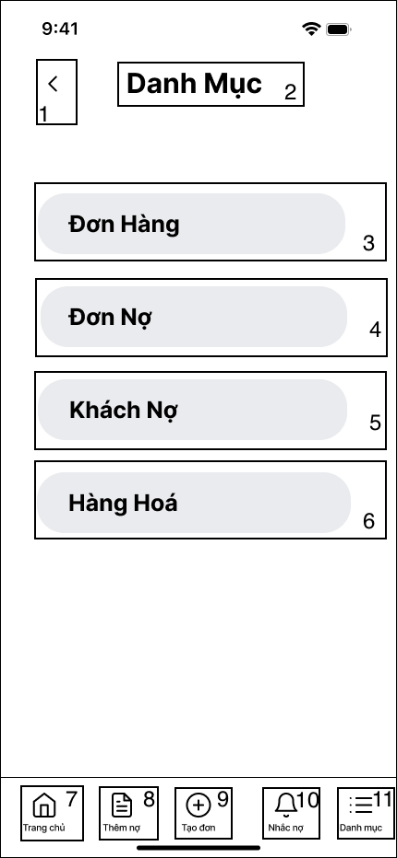 9:41
1
Danh Mục 2
Đơn Hàng 3
Đơn Nợ 4
Khách Nợ 5
Hàng Hoá 6
7 8 9 10 11
Trang chủ Thêm nợ Tạo đơn Nhắc nợ Danh mục